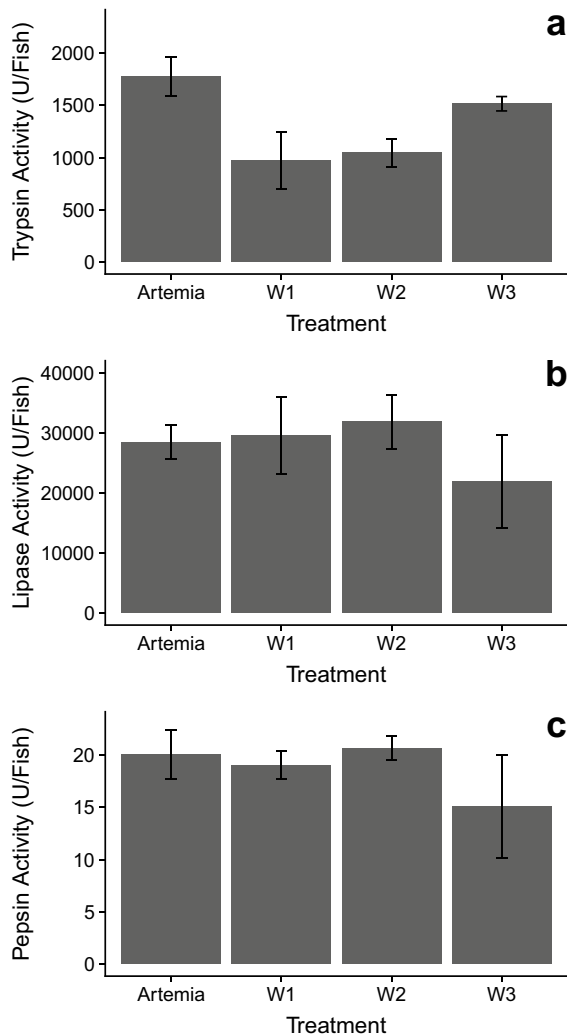 a
Trypsin Activity (U/Fish)
2000
1500
1000
500
0
Artemia W1 W2 W3
Treatment
b
Lipase Activity (U/Fish)
40000
30000
20000
10000
0
Artemia W1 W2 W3
Treatment
c
Pepsin Activity (U/Fish)
20
15
10
5
0
Artemia W1 W2 W3
Treatment